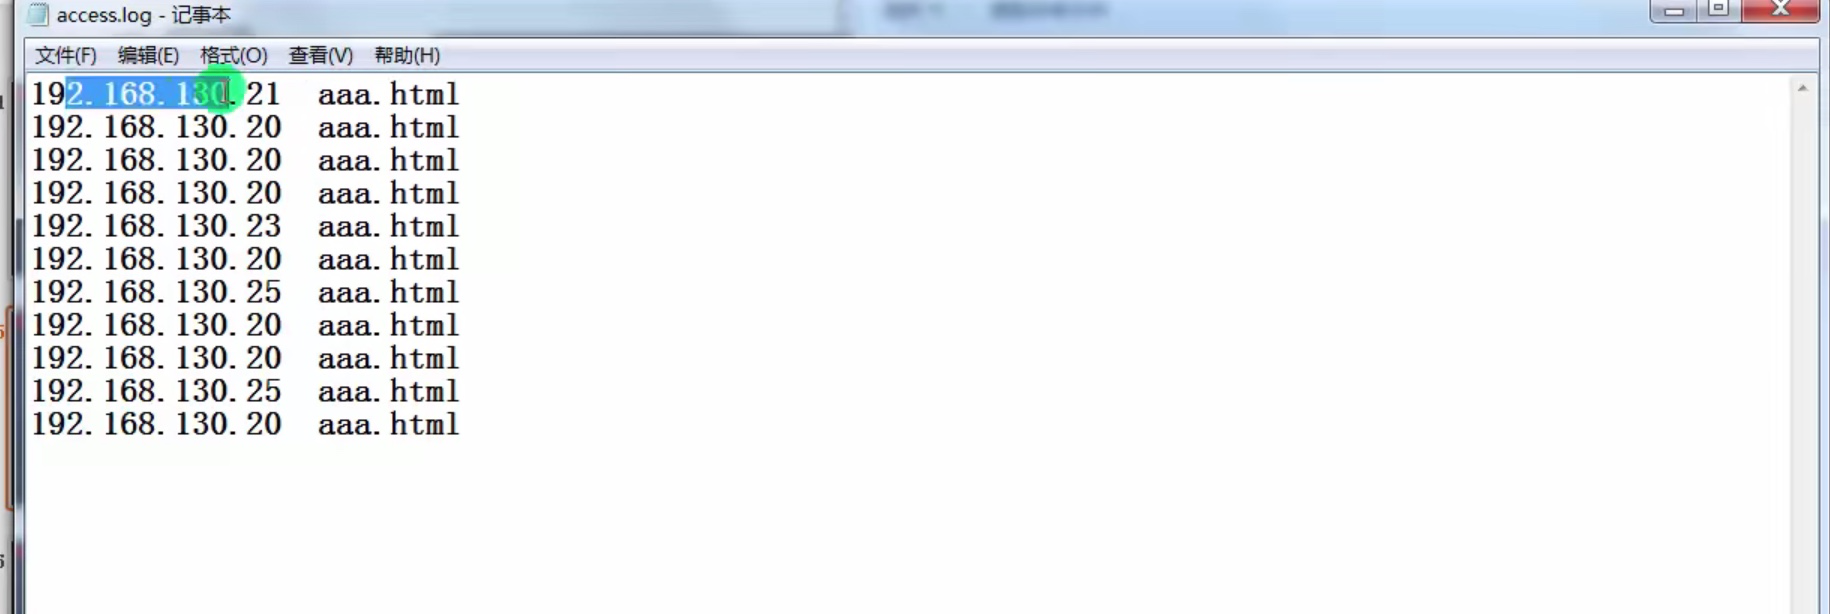 access.log - 记事本
文件(F) 编辑(E) 格式(O) 查看(V) 帮助(H)
192.168.130.21 aaa.html
192.168.130.20 aaa.html
192.168.130.20 aaa.html
192.168.130.20 aaa.html
192.168.130.23 aaa.html
192.168.130.20 aaa.html
192.168.130.25 aaa.html
192.168.130.20 aaa.html
192.168.130.20 aaa.html
192.168.130.25 aaa.html
192.168.130.20 aaa.html